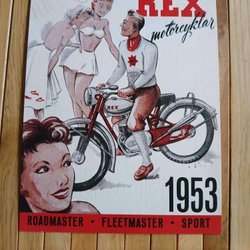 REX
motorcyklar
REX
1953
ROADMASTER • FLEETMASTER • SPORT